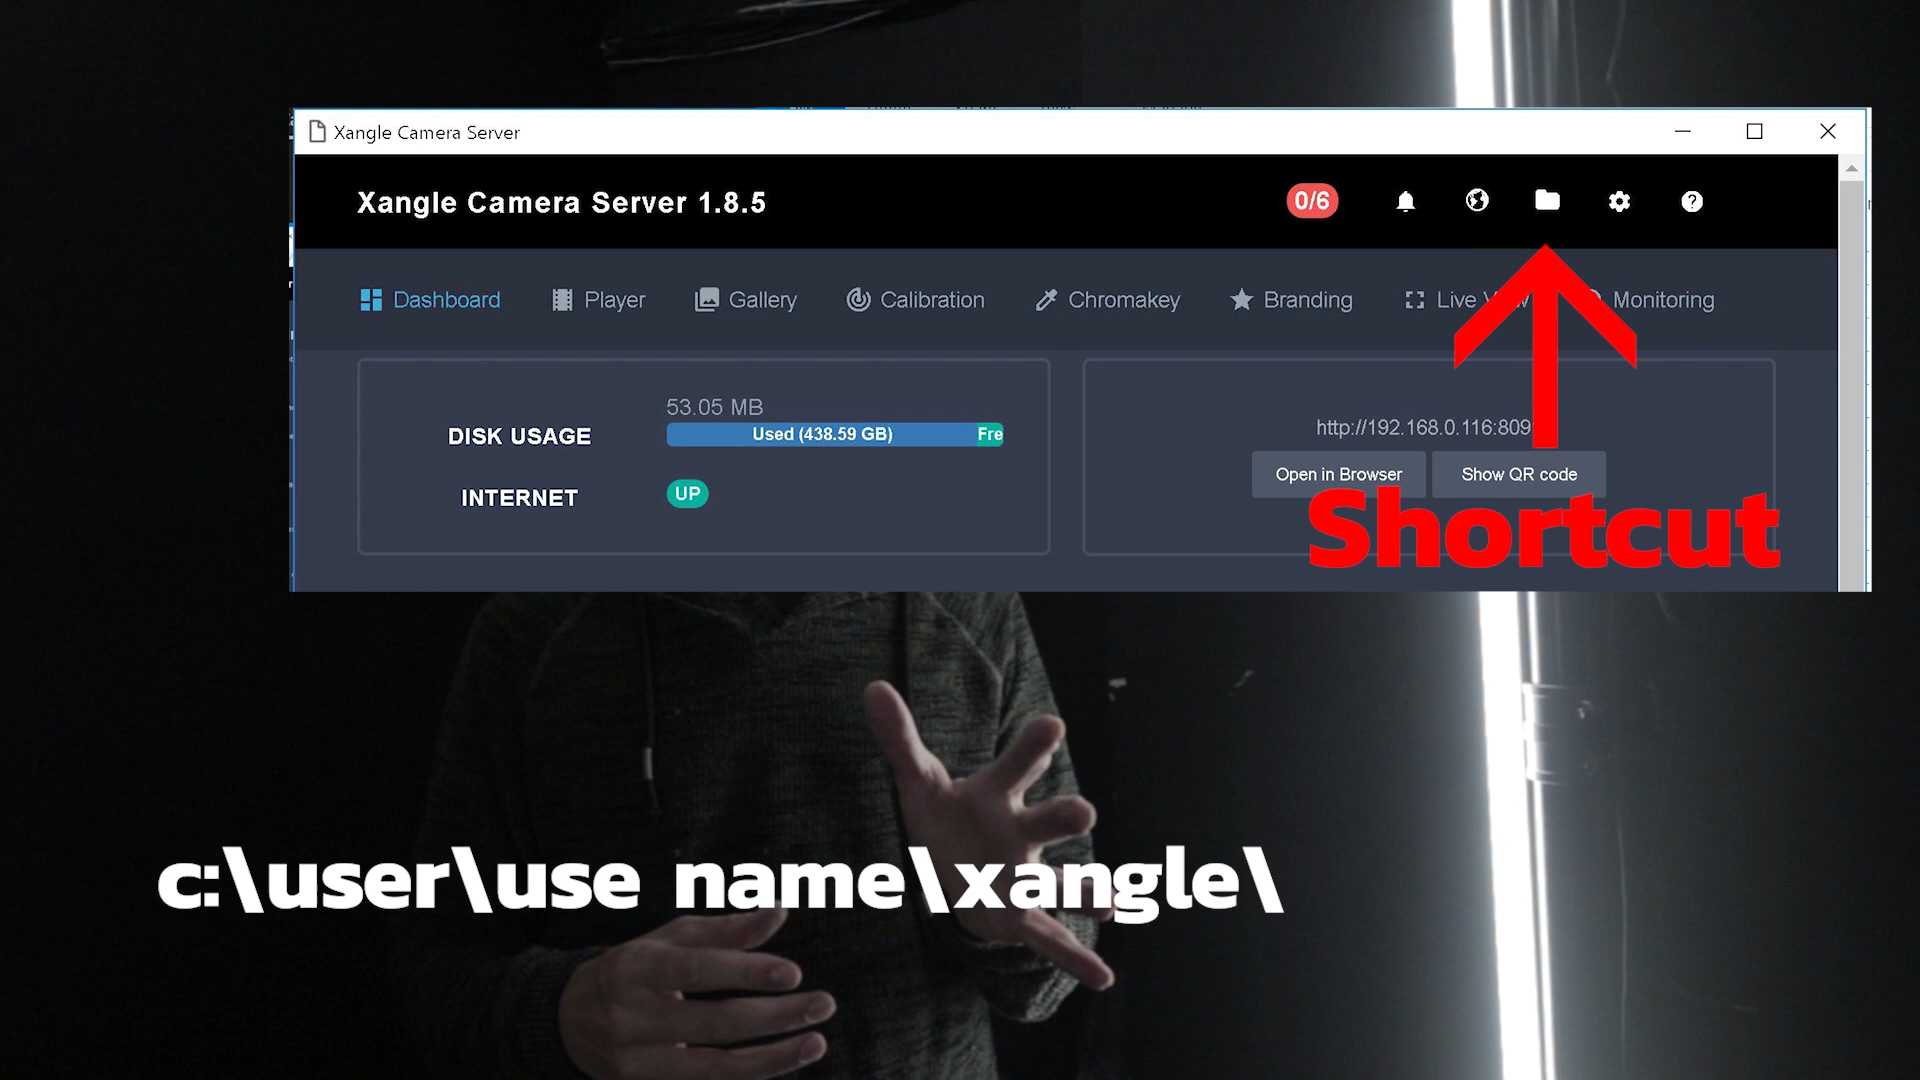 Xangle Camera Server
Xangle Camera Server 1.8.5
0/6
Dashboard
Player
Gallery
Calibration
Chromakey
Branding
Live
Monitoring
DISK USAGE
53.05 MB
Used (438.59 GB)
Fre
INTERNET
UP
http://192.168.0.116:809
Open in Browser
Show QR code
Shortcut
c:\user\use name\xangle\